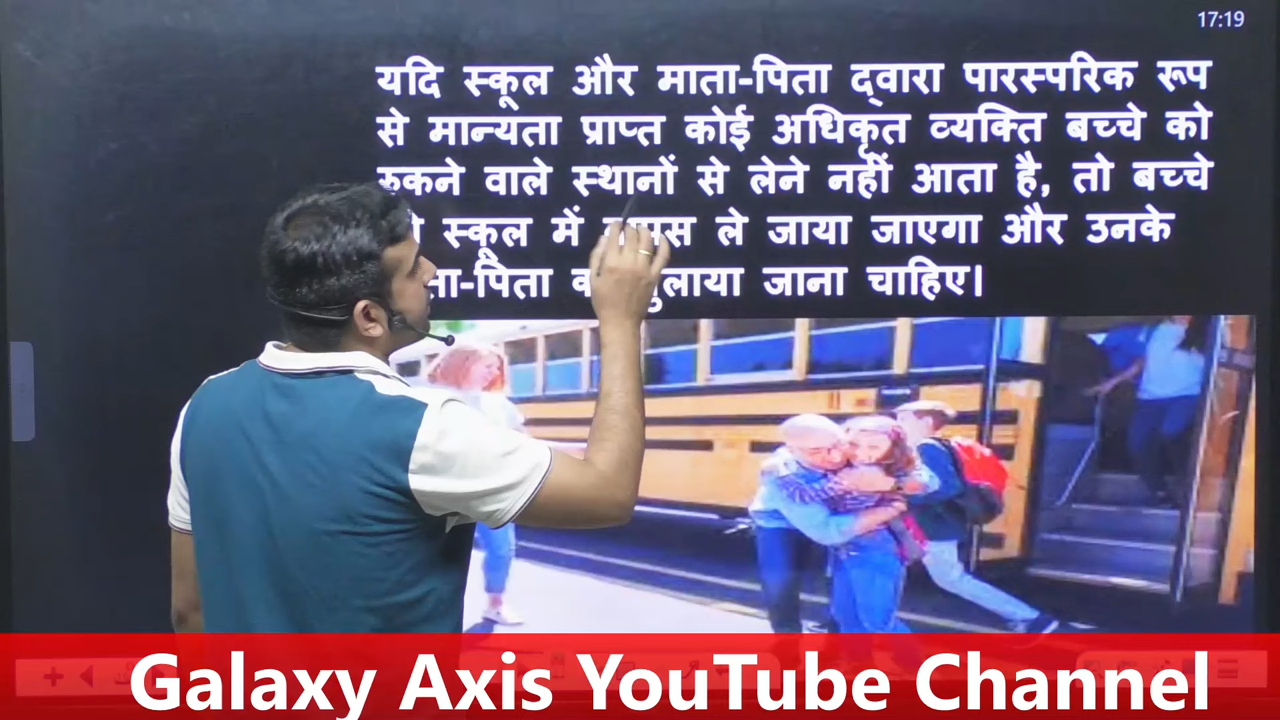 17:19
यदि स्कूल और माता-पिता द्वारा पारस्परिक रूप
से मान्यता प्राप्त कोई अधिकृत व्यक्ति बच्चे को
रुकने वाले स्थानों से लेने नहीं आता है, तो बच्चे
स्कूल में ले जाया जाएगा और उनके
जाना चाहिए।
Galaxy Axis YouTube Channel